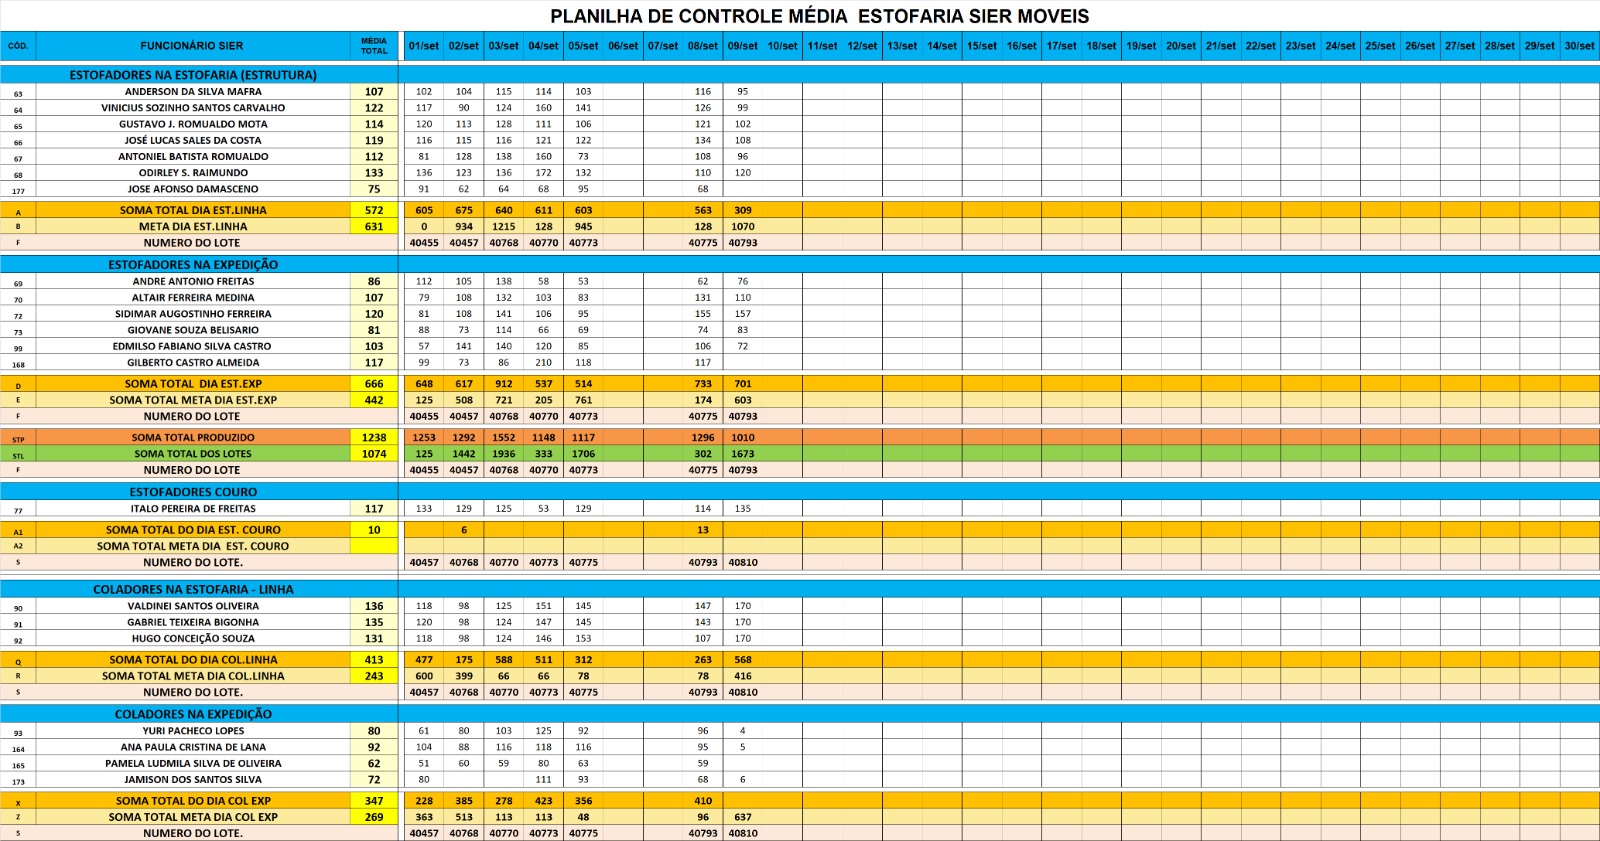 PLANILHA DE CONTROLE MÉDIA  ESTOFARIA SIER MOVEIS
CÓD. FUNCIONÁRIO SIER MÉDIA TOTAL 01/set 02/set 03/set 04/set 05/set 06/set 07/set 08/set 09/set 10/set 11/set 12/set 13/set 14/set 15/set 16/set 17/set 18/set 19/set 20/set 21/set 22/set 23/set 24/set 25/set 26/set 27/set 28/set 29/set 30/set
ESTOFADORES NA ESTOFARIA (ESTRUTURA)
63 ANDERSON DA SILVA MAFRA 107 102 104 115 114 103 116 95
64 VINICIUS SOZINHO SANTOS CARVALHO 122 117 90 124 160 141 126 99
65 GUSTAVO J. ROMUALDO MOTA 114 120 113 128 111 106 121 102
66 JOSÉ LUCAS SALES DA COSTA 119 116 115 116 121 122 134 108
67 ANTONIEL BATISTA ROMUALDO 112 81 128 138 160 73 108 96
68 ODIRLEY S. RAIMUNDO 133 136 123 136 172 132 110 120
177 JOSE AFONSO DAMASCENO 75 91 62 64 68 95 68
A SOMA TOTAL DIA EST.LINHA 572 605 675 640 611 603 563 309
B META DIA EST.LINHA 631 0 934 1215 128 945 128 1070
F NUMERO DO LOTE 40455 40457 40768 40770 40773 40775 40793
ESTOFADORES NA EXPEDIÇÃO
69 ANDRE ANTONIO FREITAS 86 112 105 138 58 53 62 76
70 ALTAIR FERREIRA MEDINA 107 79 108 132 103 83 131 110
72 SIDIMAR AUGOSTINHO FERREIRA 120 81 108 141 106 95 155 157
73 GIOVANE SOUZA BELISARIO 81 88 73 114 66 69 74 83
99 EDMILSO FABIANO SILVA CASTRO 103 57 141 140 120 85 106 72
168 GILBERTO CASTRO ALMEIDA 117 99 73 86 210 118 117
D SOMA TOTAL  DIA EST.EXP 666 648 617 912 537 514 733 701
E SOMA TOTAL META DIA EST.EXP 442 125 508 721 205 761 174 603
F NUMERO DO LOTE 40455 40457 40768 40770 40773 40775 40793
STP SOMA TOTAL PRODUZIDO 1238 1253 1292 1552 1148 1117 1296 1010
STL SOMA TOTAL DOS LOTES 1074 125 1442 1936 333 1706 302 1673
F NUMERO DO LOTE 40455 40457 40768 40770 40773 40775 40793
ESTOFADORES COURO
77 ITALO PEREIRA DE FREITAS 117 133 129 125 53 129 114 135
A1 SOMA TOTAL DO DIA EST. COURO 10 6 13
A2 SOMA TOTAL META DIA  EST. COURO
S NUMERO DO LOTE. 40457 40768 40770 40773 40775 40793 40810
COLADORES NA ESTOFARIA - LINHA
90 VALDINEI SANTOS OLIVEIRA 136 118 98 125 151 145 147 170
91 GABRIEL TEIXEIRA BIGONHA 135 120 98 124 147 145 143 170
92 HUGO CONCEIÇÃO SOUZA 131 118 98 124 146 153 107 170
Q SOMA TOTAL DO DIA COL.LINHA 413 477 175 588 511 312 263 568
R SOMA TOTAL META DIA COL.LINHA 243 600 399 66 66 78 78 416
S NUMERO DO LOTE. 40457 40768 40770 40773 40775 40793 40810
COLADORES NA EXPEDIÇÃO
93 YURI PACHECO LOPES 80 61 80 103 125 92 96 4
164 ANA PAULA CRISTINA DE LANA 92 104 88 116 118 116 95 5
165 PAMELA LUDMILA SILVA DE OLIVEIRA 62 51 60 59 80 63 59
173 JAMISON DOS SANTOS SILVA 72 80 111 93 68 6
X SOMA TOTAL DO DIA COL EXP 347 228 385 278 423 356 410
Z SOMA TOTAL META DIA COL EXP 269 363 513 113 113 48 96 637
S NUMERO DO LOTE. 40457 40768 40770 40773 40775 40793 40810